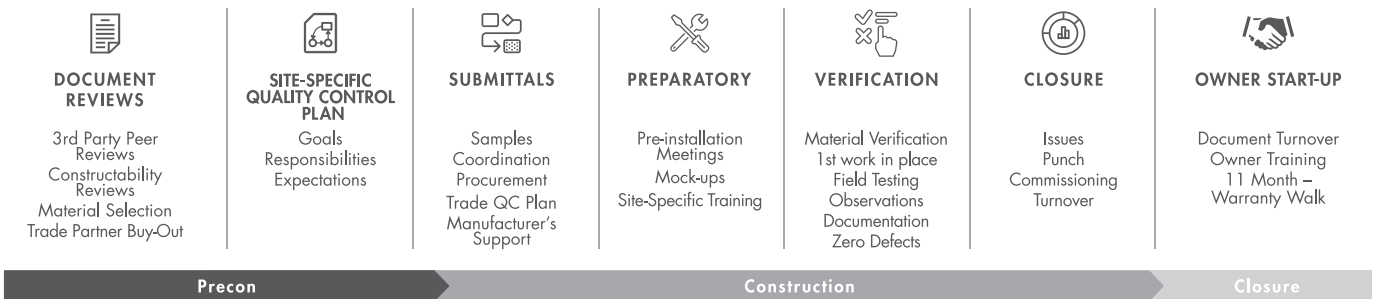 DOCUMENT
REVIEWS
3rd Party Peer
Reviews
Constructability
Reviews
Material Selection
Trade Partner Buy-Out
SITE-SPECIFIC
QUALITY CONTROL
PLAN
Goals
Responsibilities
Expectations
SUBMITTALS
Samples
Coordination
Procurement
Trade QC Plan
Manufacturer's
Support
PREPARATORY
Pre-installation
Meetings
Mock-ups
Site-Specific Training
VERIFICATION
Material Verification
1st work in place
Field Testing
Observations
Documentation
Zero Defects
CLOSURE
Issues
Punch
Commissioning
Turnover
OWNER START-UP
Document Turnover
Owner Training
11 Month –
Warranty Walk
Precon
Construction
Closure